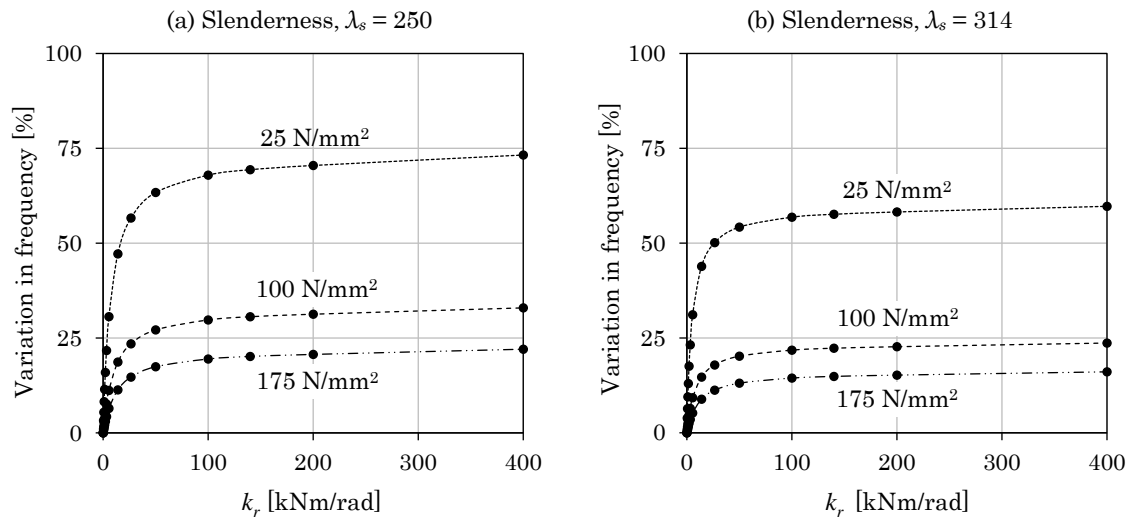 (a) Slenderness, λₛ = 250
Variation in frequency [%]
100
75
50
25
0
25 N/mm²
100 N/mm²
175 N/mm²
0 100 200 300 400
kᵣ [kNm/rad]
(b) Slenderness, λₛ = 314
Variation in frequency [%]
100
75
50
25
0
25 N/mm²
100 N/mm²
175 N/mm²
0 100 200 300 400
kᵣ [kNm/rad]